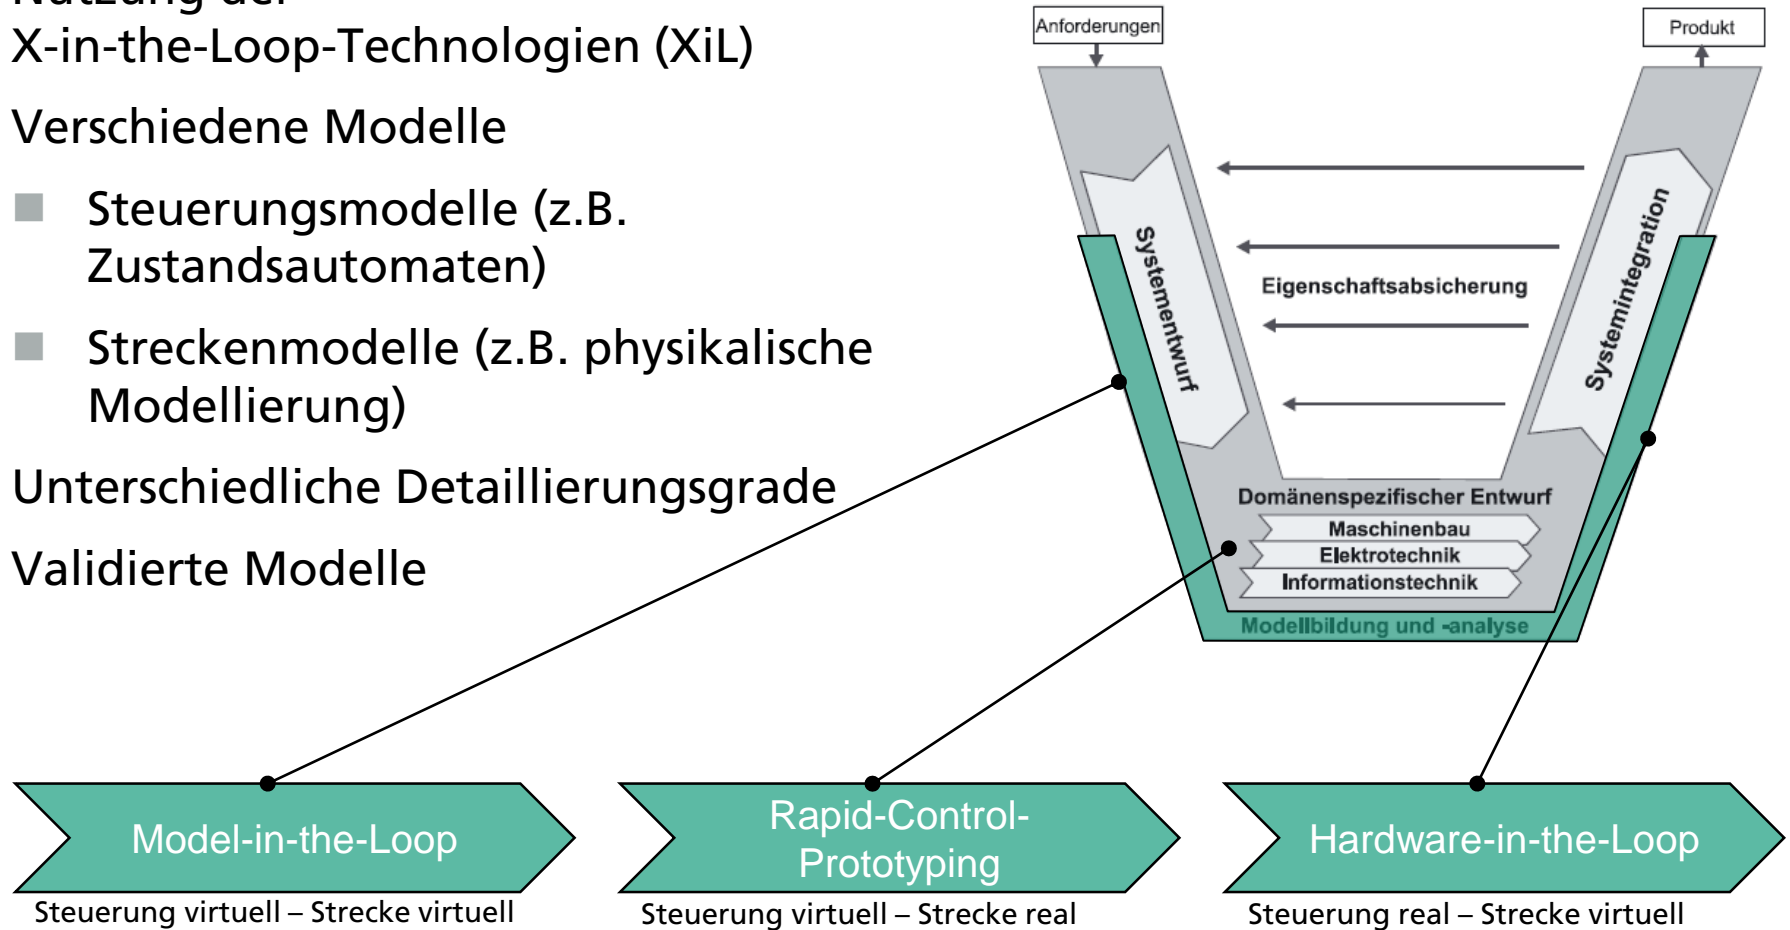 Nutzung der
X-in-the-Loop-Technologien (XiL)
Verschiedene Modelle
Steuerungsmodelle (z.B.
Zustandsautomaten)
Streckenmodelle (z.B. physikalische
Modellierung)
Unterschiedliche Detaillierungsgrade
Validierte Modelle
Anforderungen
Produkt
Systementwurf
Eigenschaftsabsicherung
Systemintegration
Domänenspezifischer Entwurf
Maschinenbau
Elektrotechnik
Informationstechnik
Modellbildung und -analyse
Model-in-the-Loop
Steuerung virtuell – Strecke virtuell
Rapid-Control-
Prototyping
Steuerung virtuell – Strecke real
Hardware-in-the-Loop
Steuerung real – Strecke virtuell